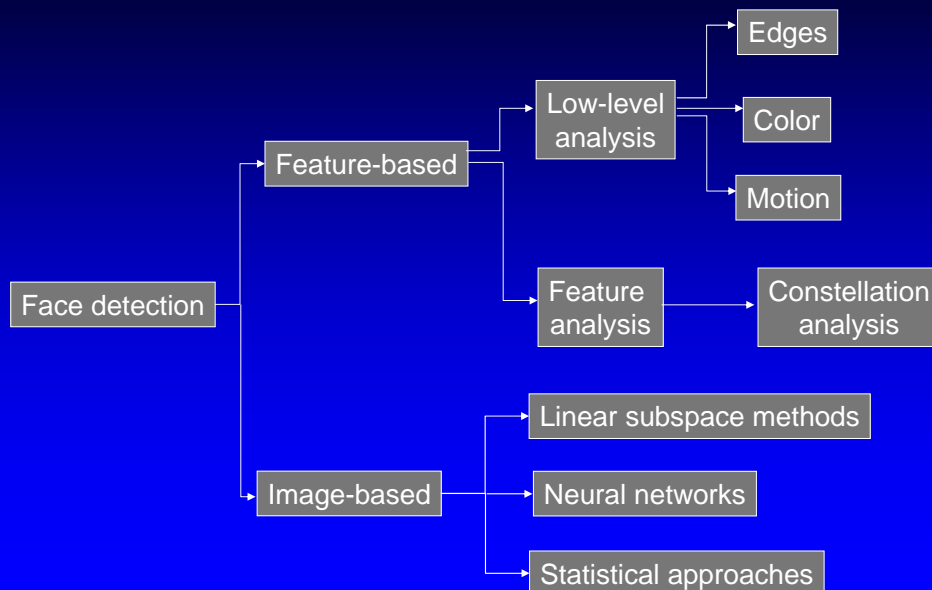 Edges
Low-level
analysis
Color
Feature-based
Motion
Face detection
Feature
analysis
Constellation
analysis
Linear subspace methods
Image-based
Neural networks
Statistical approaches